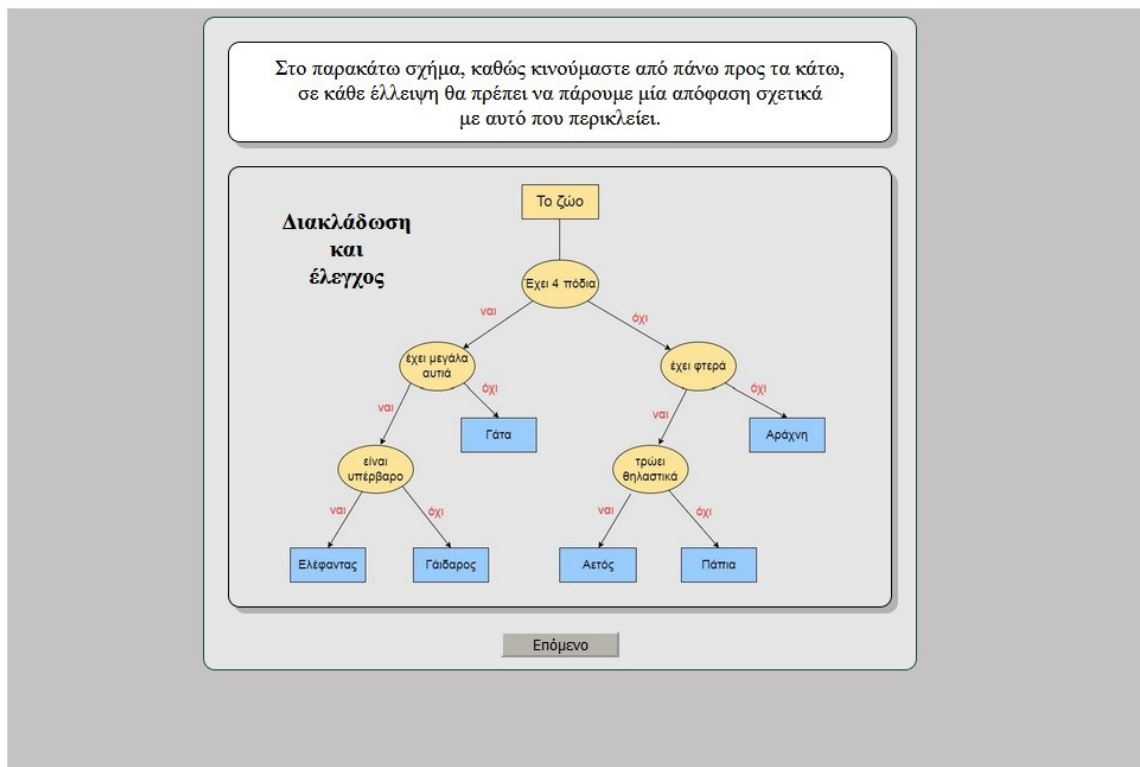 Στο παρακάτω σχήμα, καθώς κινούμαστε από πάνω προς τα κάτω,
σε κάθε έλλειψη θα πρέπει να πάρουμε μία απόφαση σχετικά
με αυτό που περικλείει.
Διακλάδωση
και
έλεγχος
Το ζώο
Έχει 4 πόδια
ναι
όχι
έχει μεγάλα
αυτιά
έχει φτερά
ναι
όχι
ναι
όχι
Γάτα
Αράχνη
είναι
υπέρβαρο
τρώει
θηλαστικά
ναι
όχι
ναι
όχι
Ελέφαντας
Γάιδαρος
Αετός
Πάπια
Επόμενο